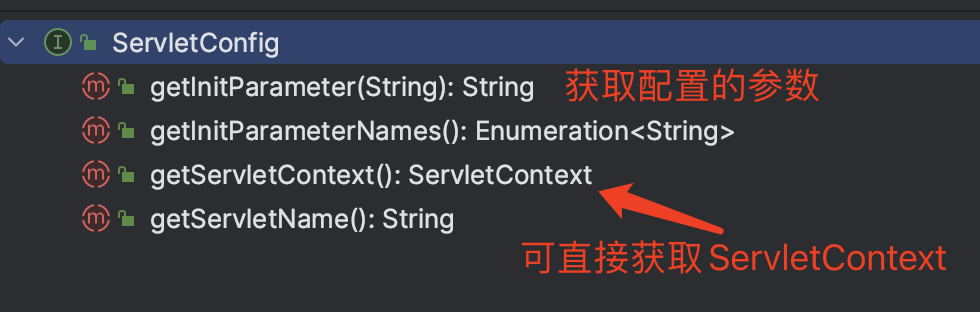 ServletConfig
getInitParameter(String): String 获取配置的参数
getInitParameterNames(): Enumeration<String>
getServletContext(): ServletContext
getServletName(): String
可直接获取 ServletContext